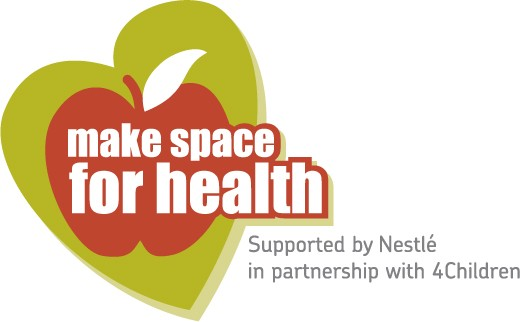 make space
for health
Supported by Nestlé
in partnership with 4Children